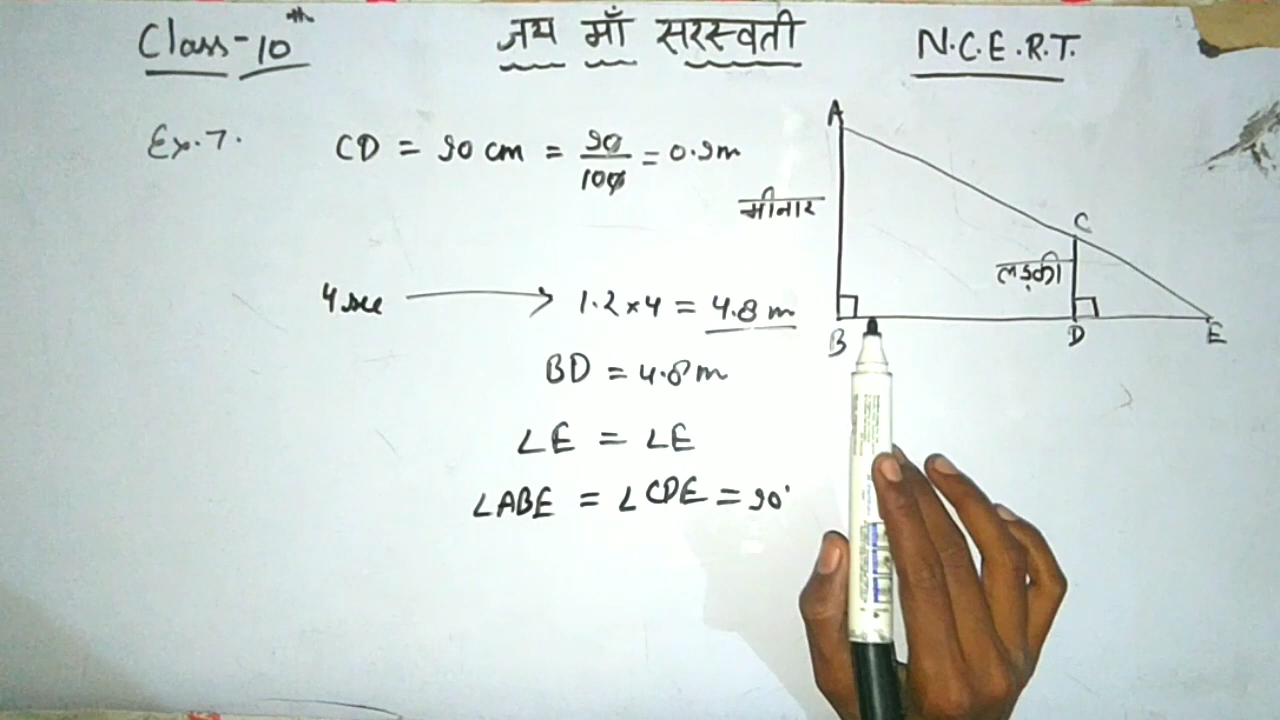 Class-10th
जय माँ सरस्वती
N.C.E.R.T.
Ex.7.
CD = 90 cm = 90/100 = 0.9m
4 sec → 1.2×4 = 4.8 m
BD = 4.8m
∠E = ∠E
∠ABE = ∠CDE = 90°
A
मीनार
C
लड़की
B
D
E